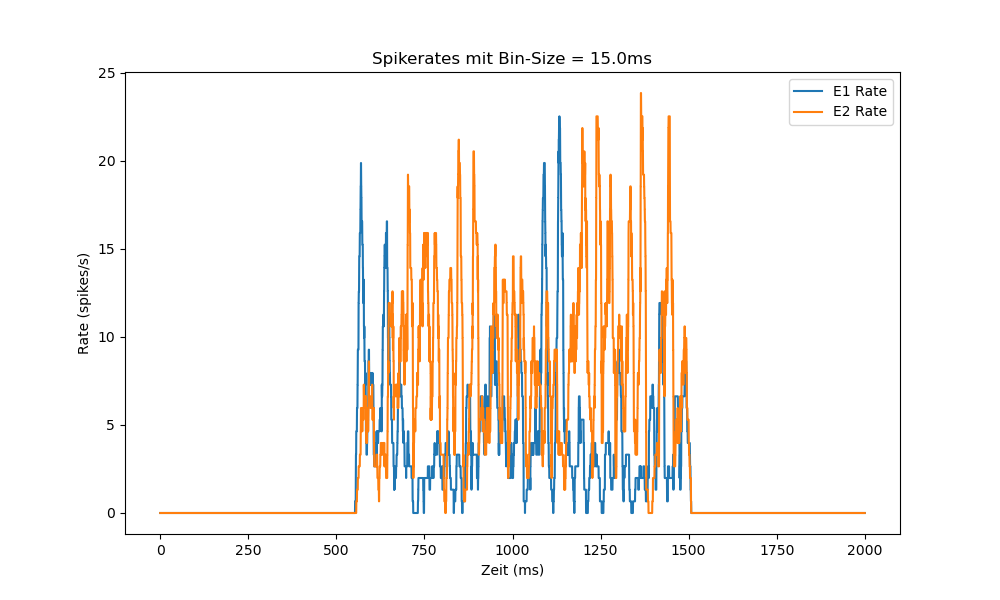 Spikerates mit Bin-Size = 15.0ms
25
20
15
10
5
0
Rate (spikes/s)
E1 Rate
E2 Rate
0 250 500 750 1000 1250 1500 1750 2000
Zeit (ms)